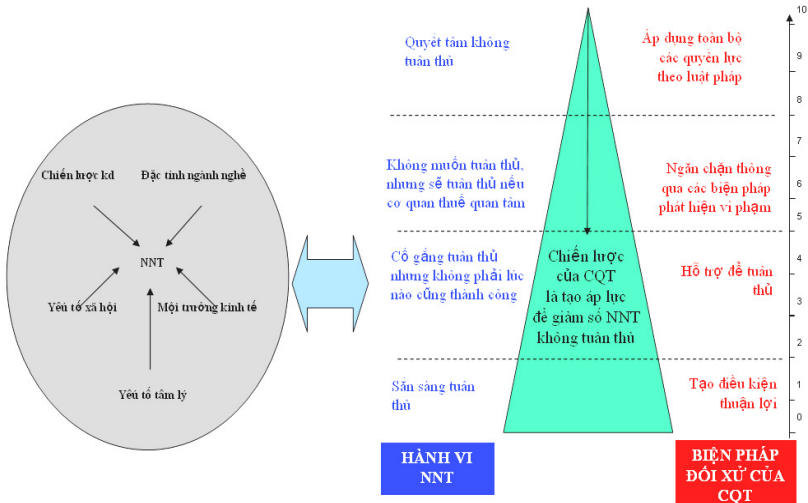 Chiến lược kd
Đặc tính ngành nghề
NNT
Yêú tố xã hội
Môị trường kinh tế
Yêú tố tâm lý
Quyết tâm không
tuân thủ
Không muốn tuân thủ,
nhưng sẽ tuân thủ nếu
cơ quan thuế quan tâm
Cố gắng tuân thủ
nhưng không phải lúc
nào cũng thành công
Sẵn sàng tuân
thủ
HÀNH VI
NNT
Chiến lược
của CQT
là tạo áp lực
để giảm số NNT
không tuân thủ
Áp dụng toàn bộ
các quyền lực
theo luật pháp
Ngăn chặn thông
qua các biện pháp
phát hiện vi phạm
Hỗ trợ để tuân
thủ
Tạo điều kiện
thuận lợi
BIỆN PHÁP
ĐỐI XỬ CỦA
CQT
10
9
8
7
6
5
4
3
2
1
0